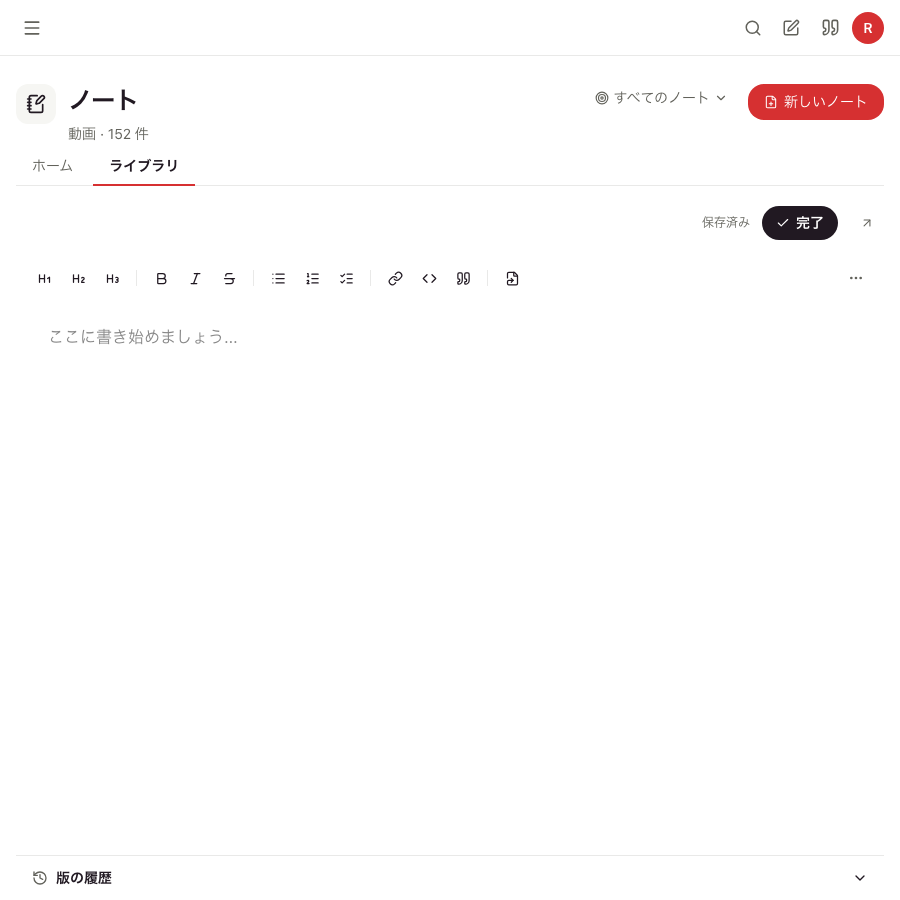 R
ノート
すべてのノート
新しいノート
動画 · 152 件
ホーム
ライブラリ
保存済み
完了
H1 H2 H3 B I S
ここに書き始めましょう...
版の履歴